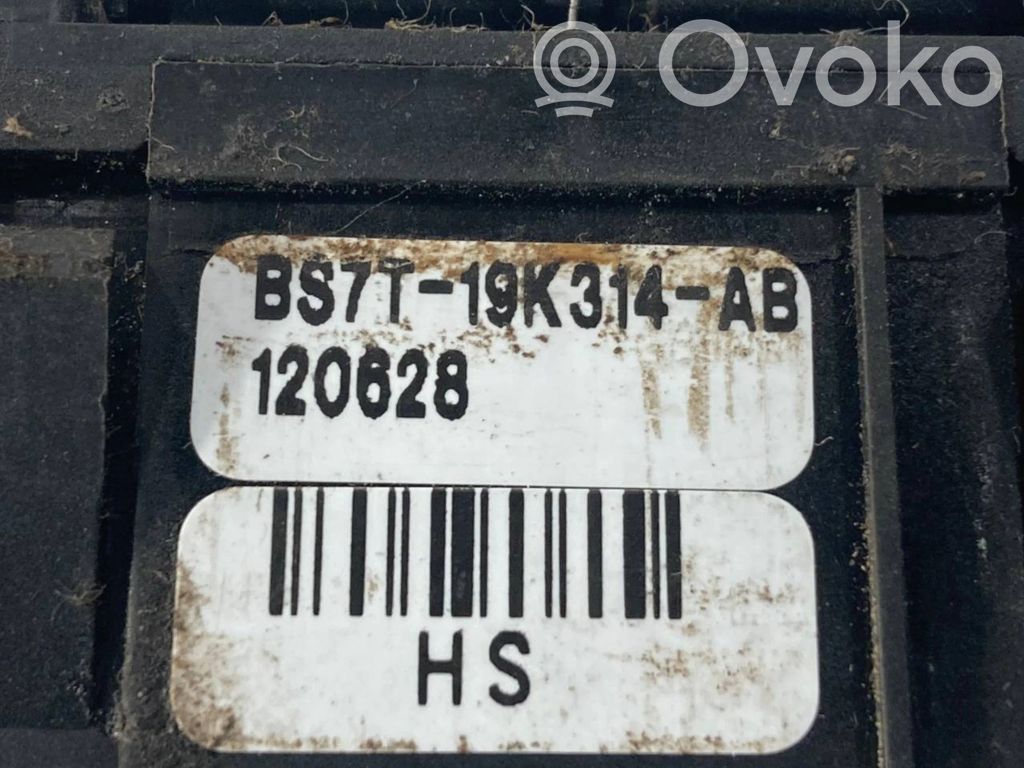 Ovoko
BS7T-19K314-AB
120628
HS